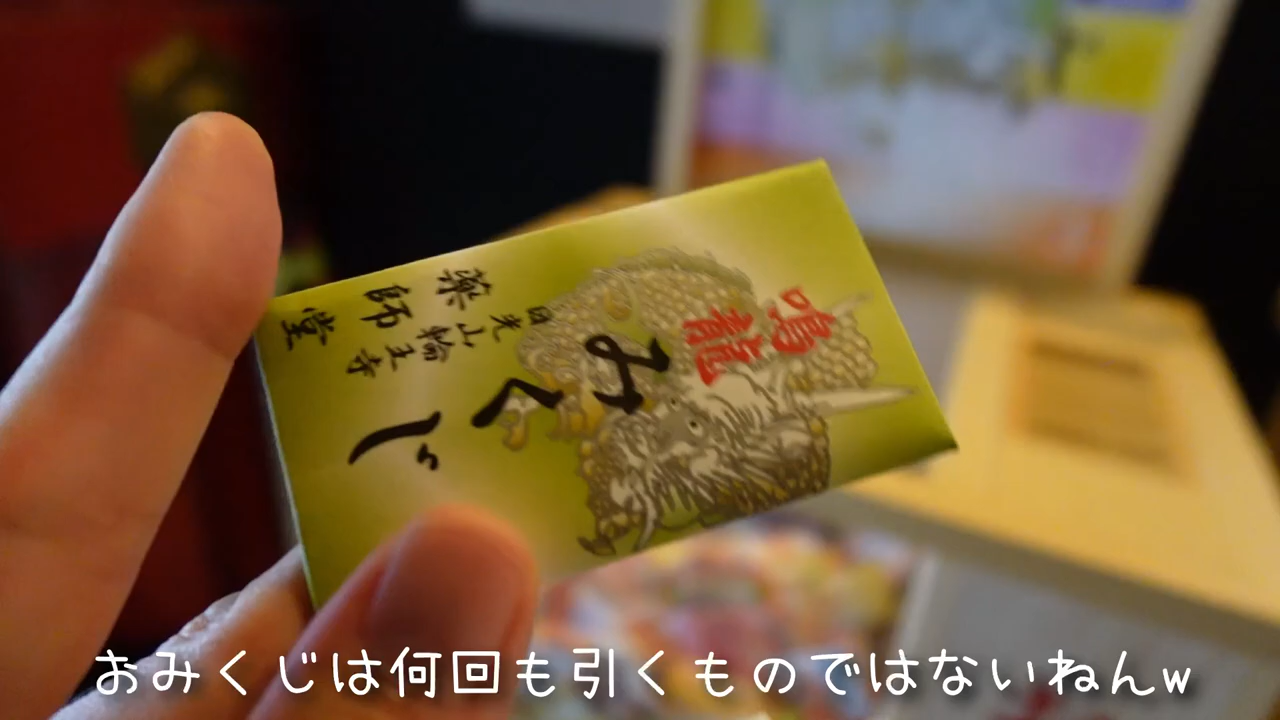 鳴龍
みくじ
日光山輪王寺
薬師堂
おみくじは何回も引くものではないねんw